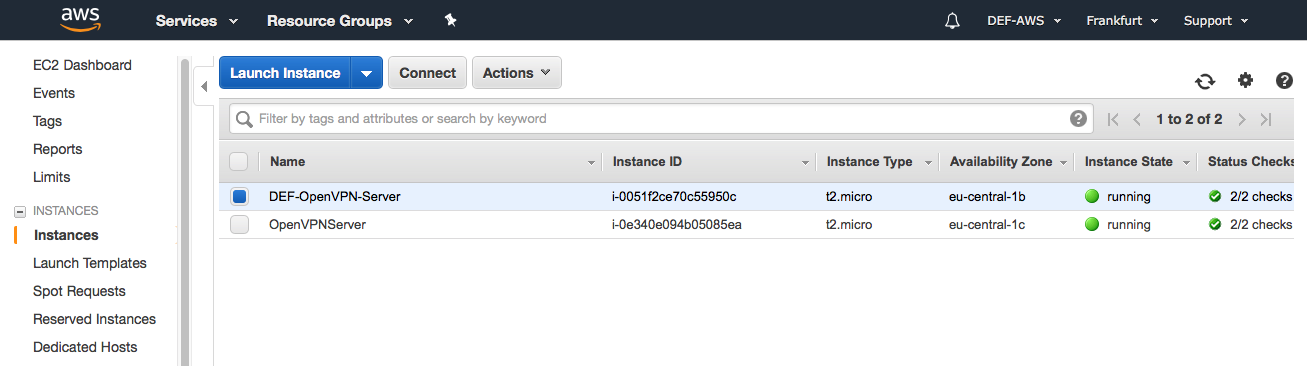 aws Services Resource Groups DEF-AWS Frankfurt Support
EC2 Dashboard
Events
Tags
Reports
Limits
INSTANCES
Instances
Launch Templates
Spot Requests
Reserved Instances
Dedicated Hosts
Launch Instance Connect Actions
Filter by tags and attributes or search by keyword 1 to 2 of 2
Name Instance ID Instance Type Availability Zone Instance State Status Checks
DEF-OpenVPN-Server i-0051f2ce70c55950c t2.micro eu-central-1b running 2/2 checks
OpenVPNServer i-0e340e094b05085ea t2.micro eu-central-1c running 2/2 checks